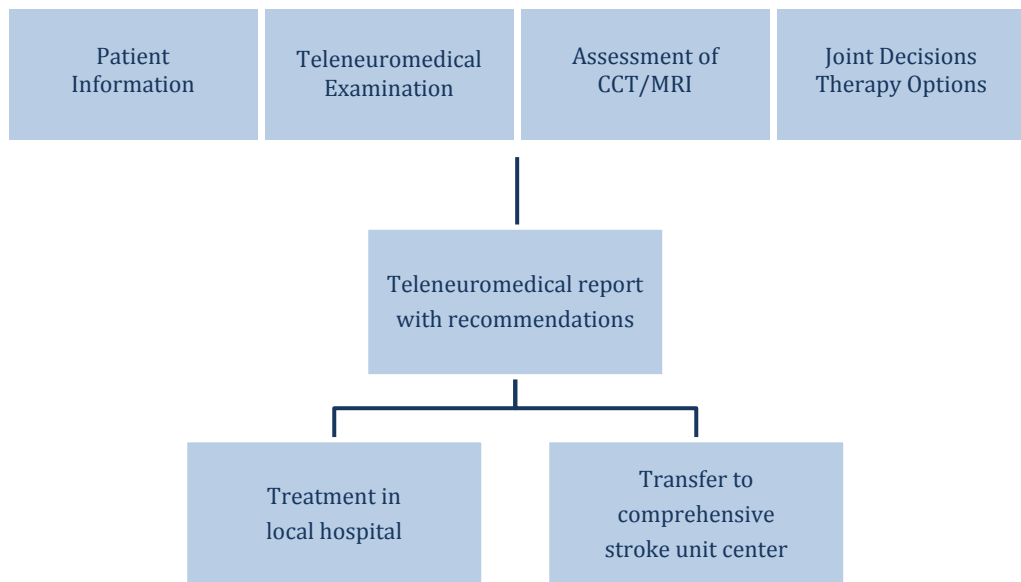 Patient
Information
Teleneuromedical
Examination
Assessment of
CCT/MRI
Joint Decisions
Therapy Options
Teleneuromedical report
with recommendations
Treatment in
local hospital
Transfer to
comprehensive
stroke unit center